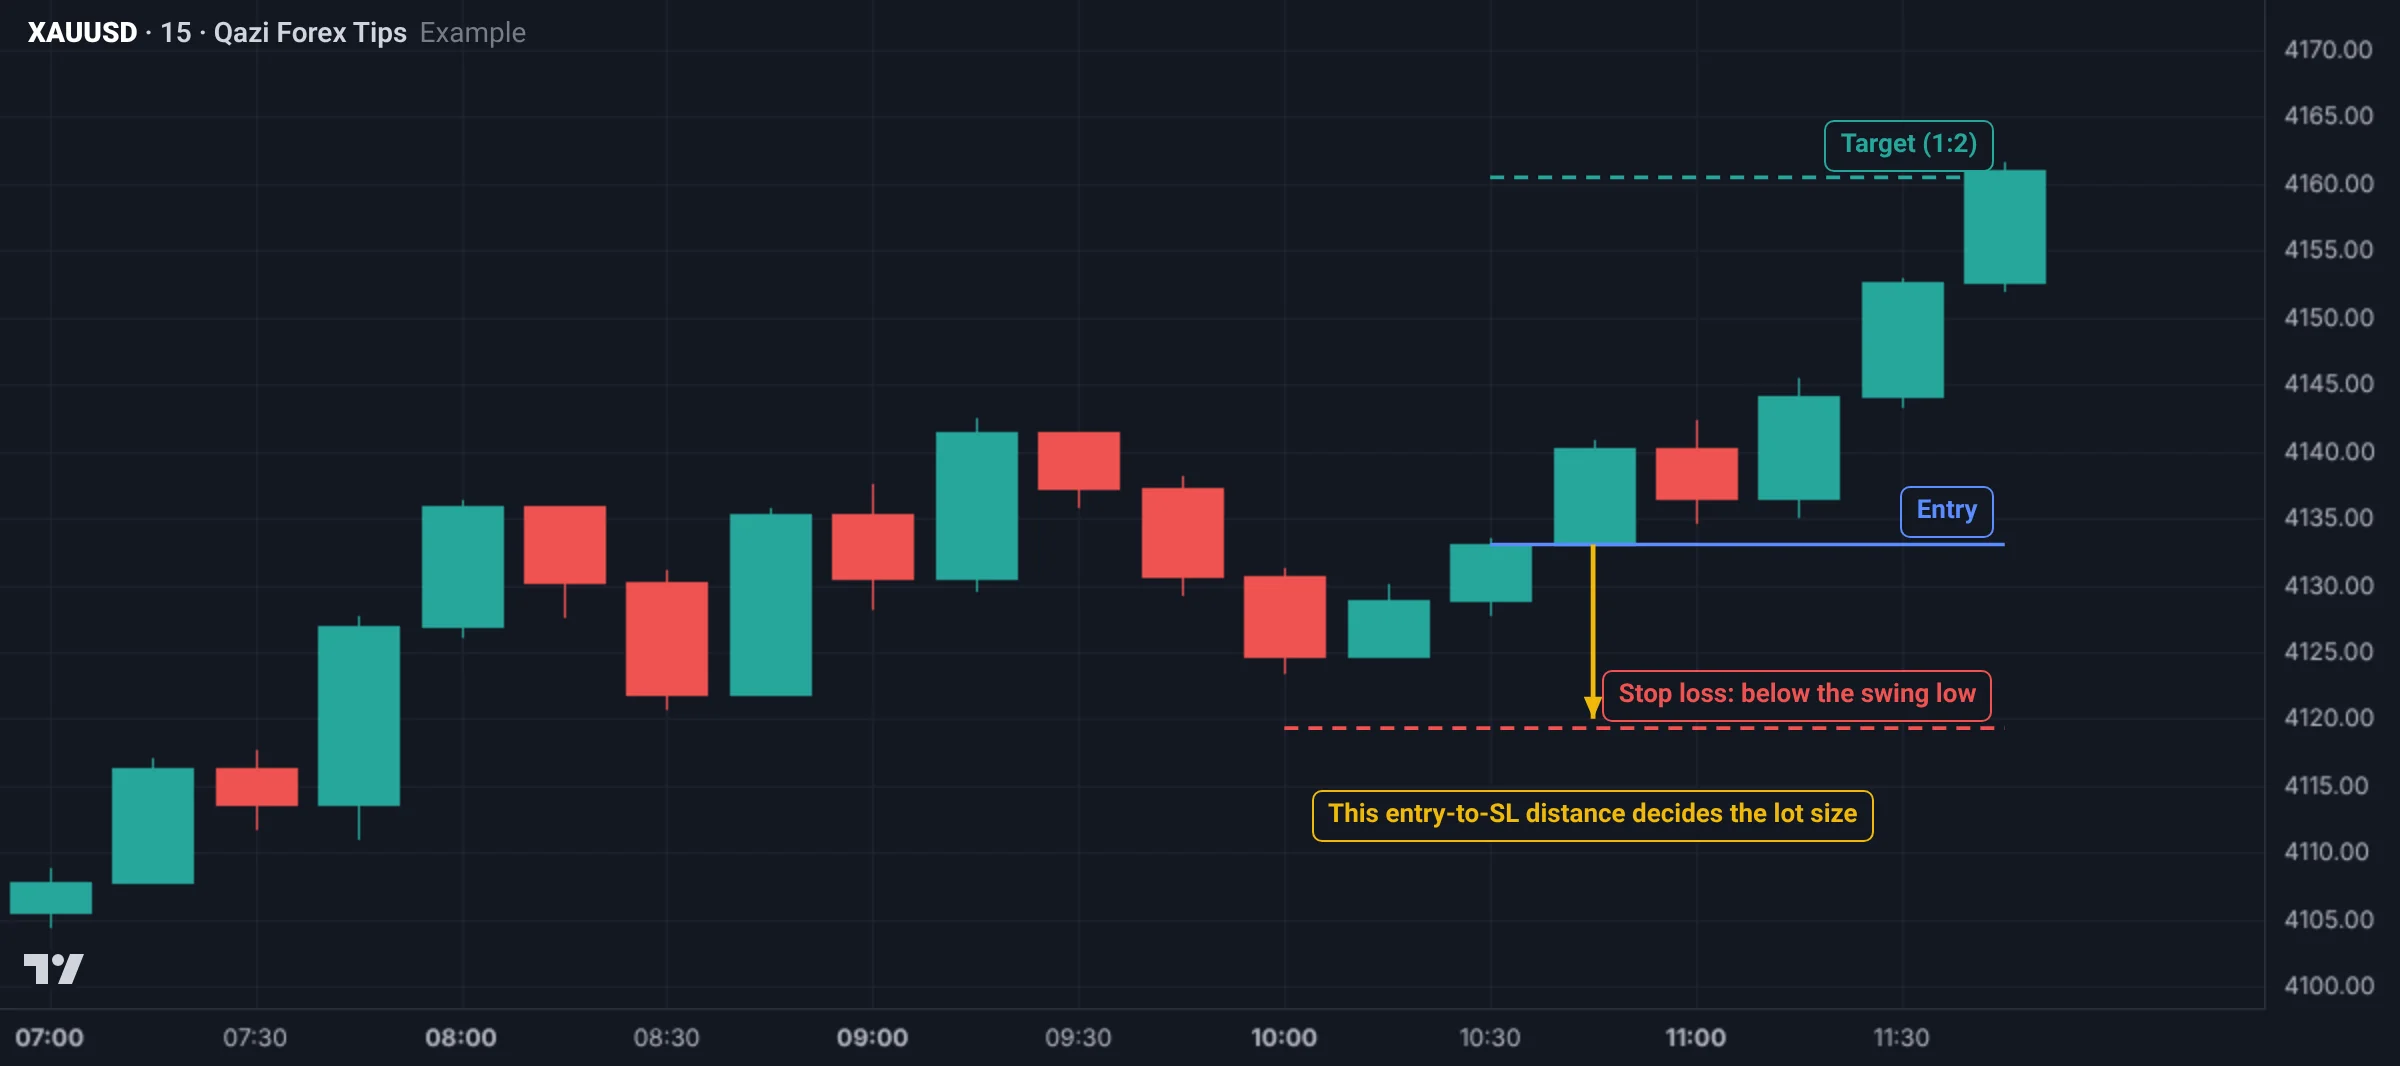 XAUUSD · 15 · Qazi Forex Tips Example
4170.00
4165.00
Target (1:2)
4160.00
4155.00
4150.00
4145.00
4140.00
4135.00
Entry
4130.00
4125.00
Stop loss: below the swing low
4120.00
4115.00
This entry-to-SL distance decides the lot size
4110.00
4105.00
4100.00
07:00 07:30 08:00 08:30 09:00 09:30 10:00 10:30 11:00 11:30